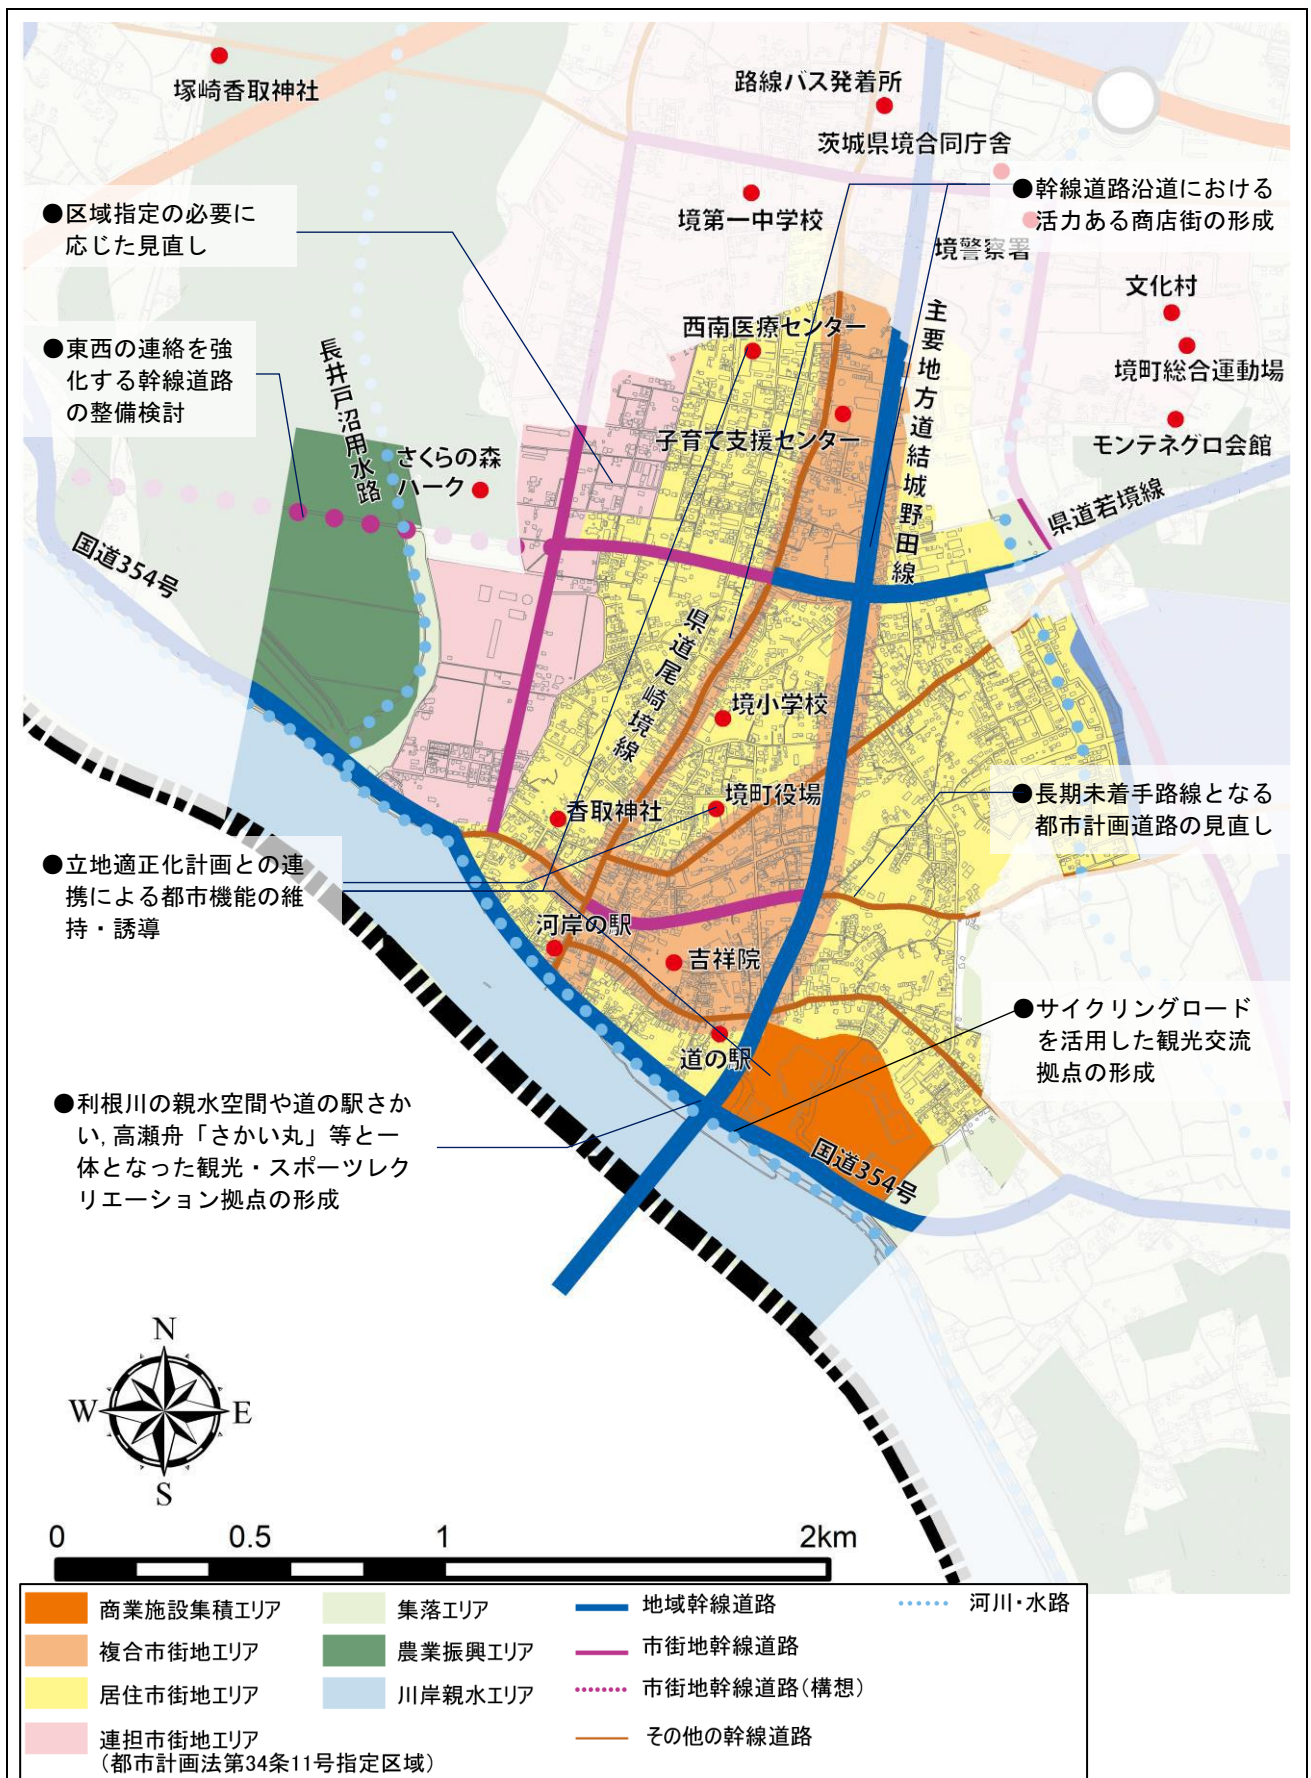 塚崎香取神社
路線バス発着所
茨城県境合同庁舎
●区域指定の必要に
応じた見直し
境第一中学校
●幹線道路沿道における
活力ある商店街の形成
境警察署
文化村
境町総合運動場
モンテネグロ会館
●東西の連絡を強
化する幹線道路
の整備検討
長井戸沼用水路
西南医療センター
主要地方道結城野田線
子育て支援センター
さくらの森
パーク
県道若境線
国道354号
県道尾崎境線
境小学校
境町役場
香取神社
●長期未着手路線となる
都市計画道路の見直し
●立地適正化計画との連
携による都市機能の維
持・誘導
河岸の駅
吉祥院
道の駅
●サイクリングロード
を活用した観光交流
拠点の形成
●利根川の親水空間や道の駅さか
い,高瀬舟「さかい丸」等と一
体となった観光・スポーツレク
リエーション拠点の形成
国道354号
N
W E
S
0 0.5 1 2km
商業施設集積エリア
複合市街地エリア
居住市街地エリア
連担市街地エリア
(都市計画法第34条11号指定区域)
集落エリア
農業振興エリア
川岸親水エリア
地域幹線道路
市街地幹線道路
市街地幹線道路(構想)
その他の幹線道路
河川・水路